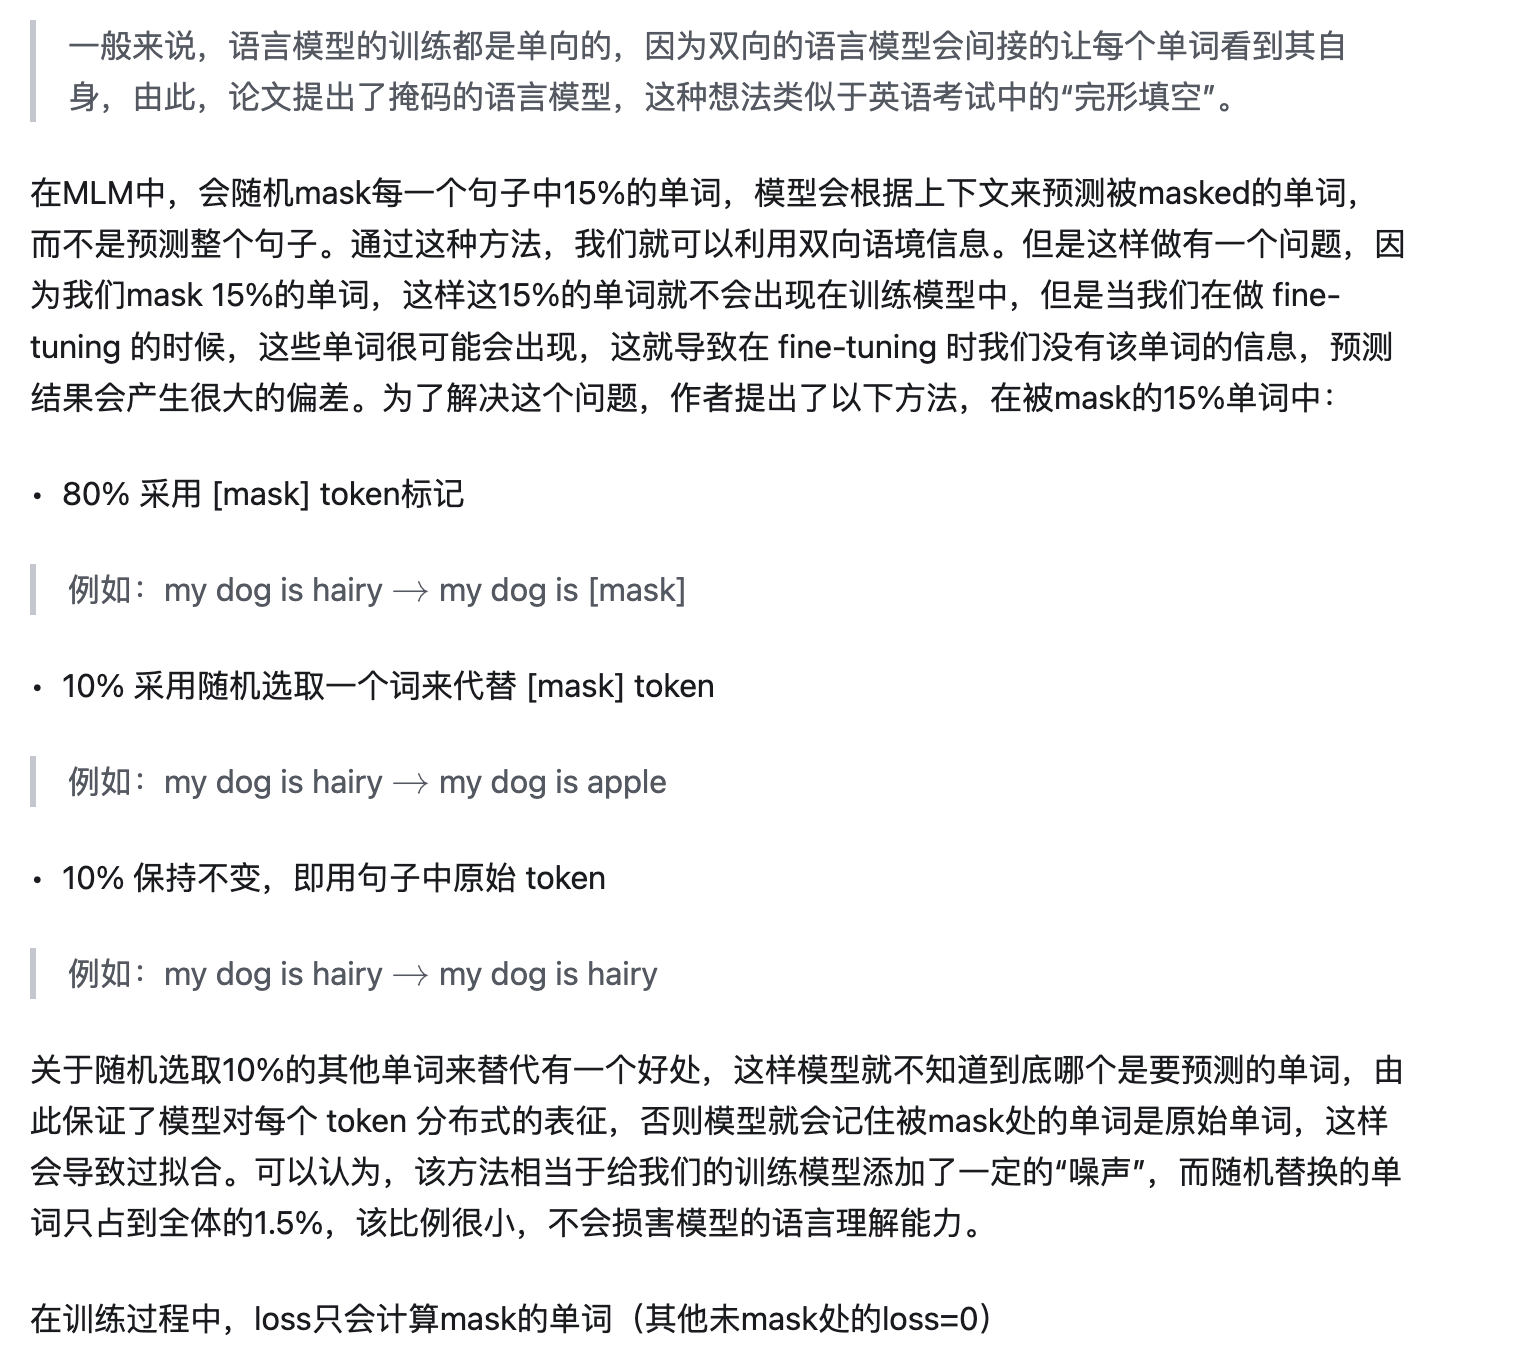 一般来说，语言模型的训练都是单向的，因为双向的语言模型会间接的让每个单词看到其自
身，由此，论文提出了掩码的语言模型，这种想法类似于英语考试中的“完形填空”。
在MLM中，会随机mask每一个句子中15%的单词，模型会根据上下文来预测被masked的单词，
而不是预测整个句子。通过这种方法，我们就可以利用双向语境信息。但是这样做有一个问题，因
为我们mask 15%的单词，这样这15%的单词就不会出现在训练模型中，但是当我们在做 fine-
tuning 的时候，这些单词很可能会出现，这就导致在 fine-tuning 时我们没有该单词的信息，预测
结果会产生很大的偏差。为了解决这个问题，作者提出了以下方法，在被mask的15%单词中：
• 80% 采用 [mask] token标记
例如：my dog is hairy → my dog is [mask]
• 10% 采用随机选取一个词来代替 [mask] token
例如：my dog is hairy → my dog is apple
• 10% 保持不变，即用句子中原始 token
例如：my dog is hairy → my dog is hairy
关于随机选取10%的其他单词来替代有一个好处，这样模型就不知道到底哪个是要预测的单词，由
此保证了模型对每个 token 分布式的表征，否则模型就会记住被mask处的单词是原始单词，这样
会导致过拟合。可以认为，该方法相当于给我们的训练模型添加了一定的“噪声”，而随机替换的单
词只占到全体的1.5%，该比例很小，不会损害模型的语言理解能力。
在训练过程中，loss只会计算mask的单词（其他未mask处的loss=0）